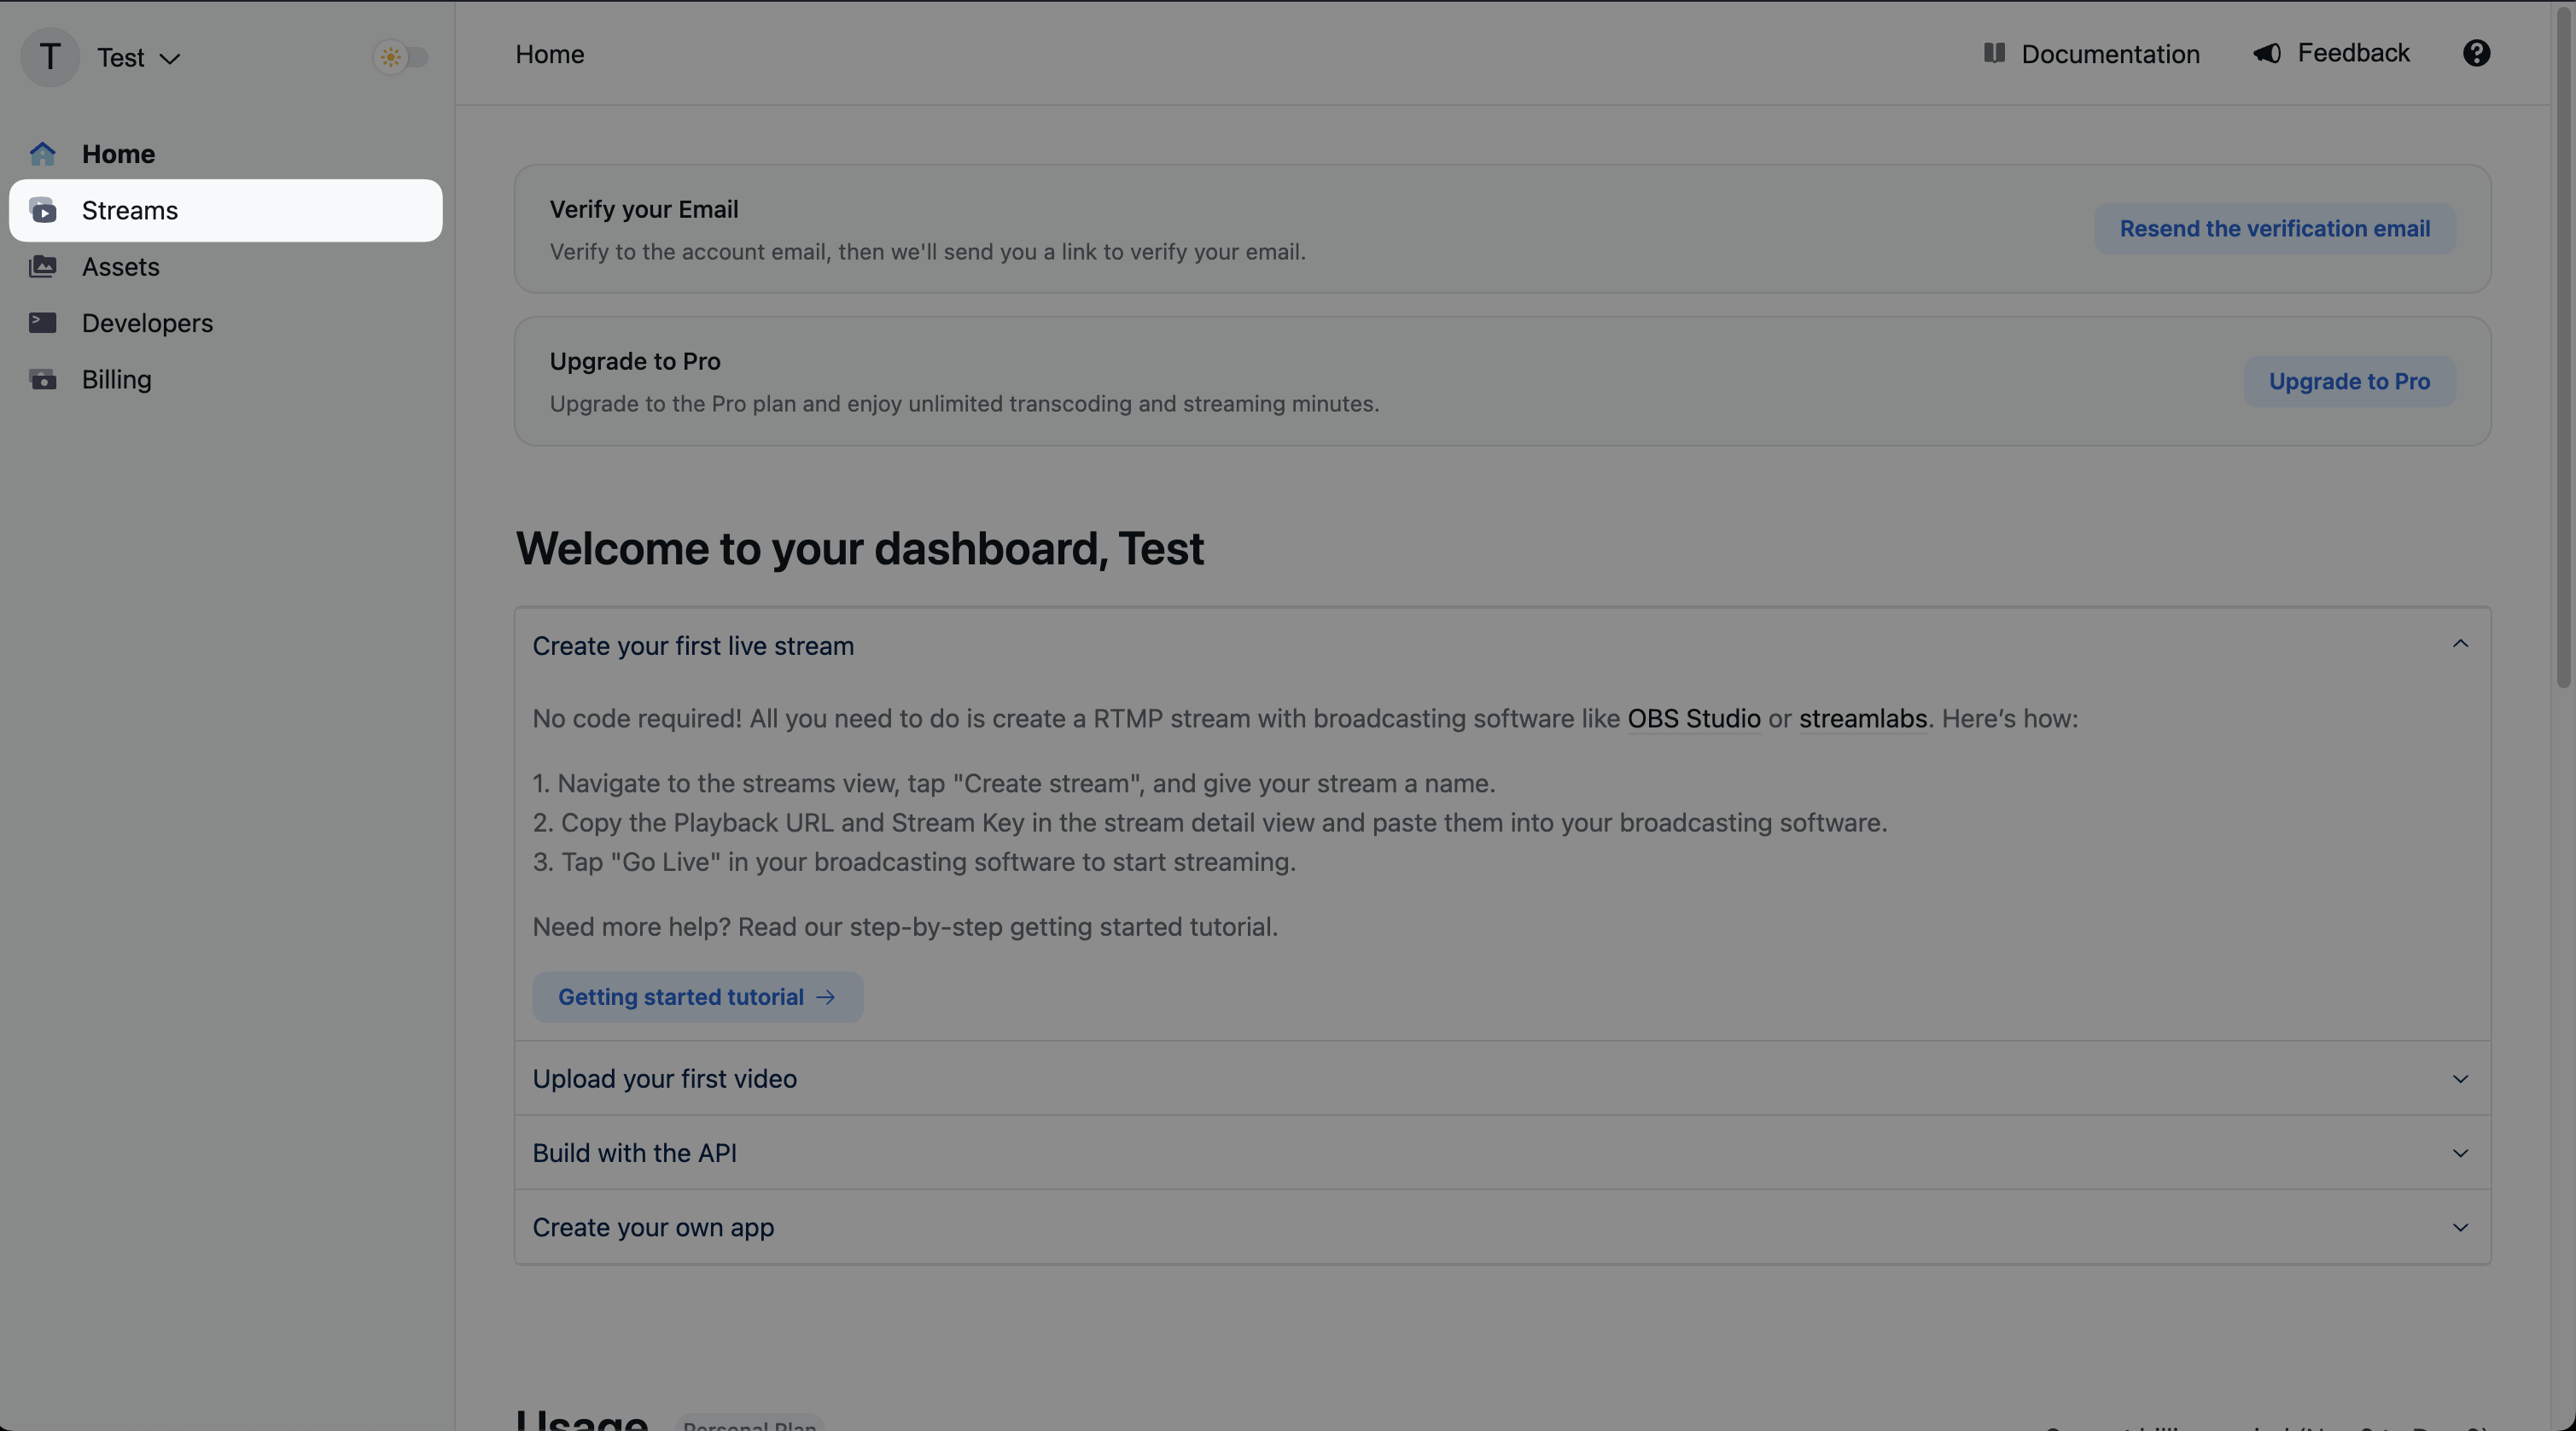 T Test
Home
Streams
Assets
Developers
Billing
Home
Documentation
Feedback
Verify your Email
Verify to the account email, then we'll send you a link to verify your email.
Resend the verification email
Upgrade to Pro
Upgrade to the Pro plan and enjoy unlimited transcoding and streaming minutes.
Upgrade to Pro
Welcome to your dashboard, Test
Create your first live stream
No code required! All you need to do is create a RTMP stream with broadcasting software like OBS Studio or streamlabs. Here’s how:
1. Navigate to the streams view, tap "Create stream", and give your stream a name.
2. Copy the Playback URL and Stream Key in the stream detail view and paste them into your broadcasting software.
3. Tap "Go Live" in your broadcasting software to start streaming.
Need more help? Read our step-by-step getting started tutorial.
Getting started tutorial →
Upload your first video
Build with the API
Create your own app
Usage
Personal Plan